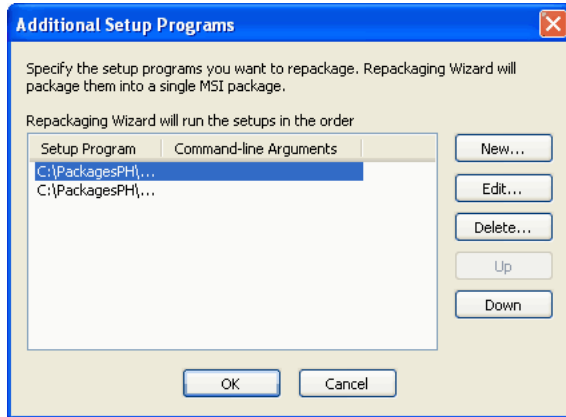 Additional Setup Programs
Specify the setup programs you want to repackage. Repackaging Wizard will
package them into a single MSI package.
Repackaging Wizard will run the setups in the order
Setup Program Command-line Arguments
C:\PackagesPH\...
C:\PackagesPH\...
New...
Edit...
Delete...
Up
Down
OK Cancel